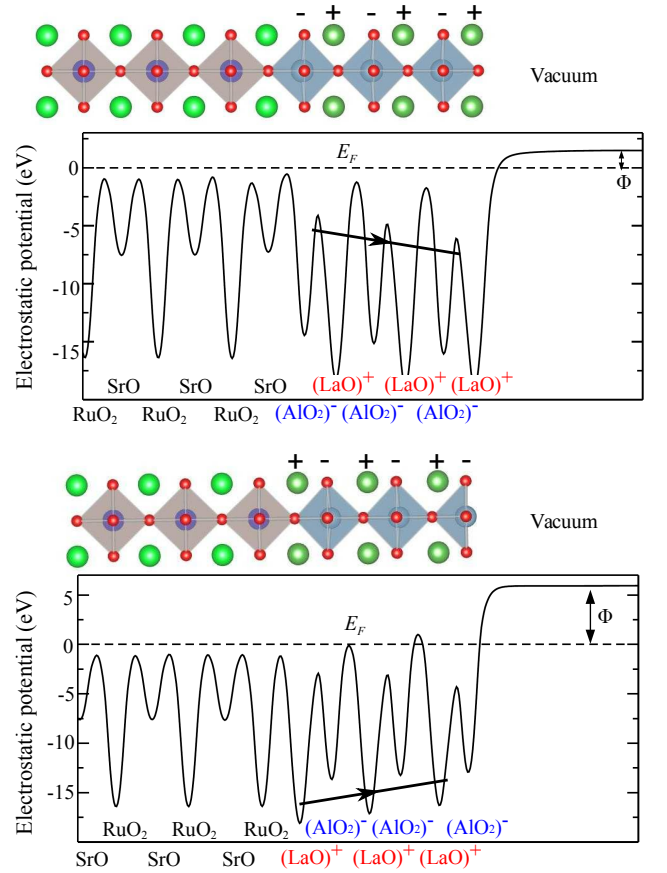 - + - + - +
Vacuum
Electrostatic potential (eV)
0
-5
-10
-15
E_F
Φ
SrO SrO SrO (LaO)⁺ (LaO)⁺ (LaO)⁺
RuO₂ RuO₂ RuO₂ (AlO₂)⁻ (AlO₂)⁻ (AlO₂)⁻
+ - + - + -
Vacuum
Electrostatic potential (eV)
5
0
-5
-10
-15
E_F
Φ
RuO₂ RuO₂ RuO₂ (AlO₂)⁻ (AlO₂)⁻ (AlO₂)⁻
SrO SrO SrO (LaO)⁺ (LaO)⁺ (LaO)⁺